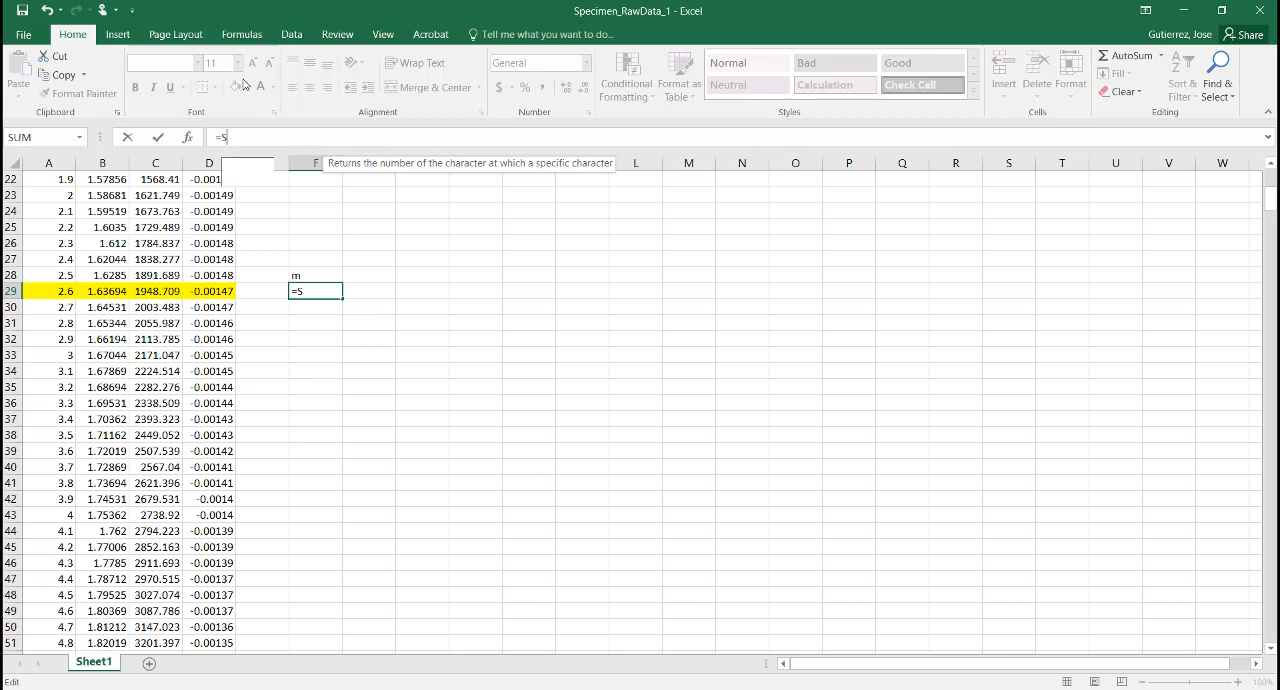 Specimen_RawData_1 - Excel
File Home Insert Page Layout Formulas Data Review View Acrobat Tell me what you want to do... Gutierrez, Jose Share
Paste
Cut
Copy
Format Painter
Clipboard
11
A A
B I U
A
Font
Wrap Text
Merge & Center
Alignment
General
$ % ,
Number
Conditional Formatting
Format as Table
Normal Bad Good
Neutral Calculation Check Cell
Styles
Insert Delete Format
Cells
AutoSum
Fill
Clear
Sort & Filter
Find & Select
Editing
SUM fx =S
A B C D F L M N O P Q R S T U V W
Returns the number of the character at which a specific character
22 1.9 1.57856 1568.41 -0.001
23 2 1.58681 1621.749 -0.00149
24 2.1 1.59519 1673.763 -0.00149
25 2.2 1.6035 1729.489 -0.00149
26 2.3 1.612 1784.837 -0.00148
27 2.4 1.62044 1838.277 -0.00148
28 2.5 1.6285 1891.689 -0.00148 m
29 2.6 1.63694 1948.709 -0.00147 =S
30 2.7 1.64531 2003.483 -0.00147
31 2.8 1.65344 2055.987 -0.00146
32 2.9 1.66194 2113.785 -0.00146
33 3 1.67044 2171.047 -0.00145
34 3.1 1.67869 2224.514 -0.00145
35 3.2 1.68694 2282.276 -0.00144
36 3.3 1.69531 2338.509 -0.00144
37 3.4 1.70362 2393.323 -0.00143
38 3.5 1.71162 2449.052 -0.00143
39 3.6 1.72019 2507.539 -0.00142
40 3.7 1.72869 2567.04 -0.00141
41 3.8 1.73694 2621.396 -0.00141
42 3.9 1.74531 2679.531 -0.0014
43 4 1.75362 2738.92 -0.0014
44 4.1 1.762 2794.223 -0.00139
45 4.2 1.77006 2852.163 -0.00139
46 4.3 1.7785 2911.693 -0.00139
47 4.4 1.78712 2970.515 -0.00137
48 4.5 1.79525 3027.074 -0.00137
49 4.6 1.80369 3087.786 -0.00136
50 4.7 1.81212 3147.023 -0.00136
51 4.8 1.82019 3201.397 -0.00135
Sheet1
Edit 100%